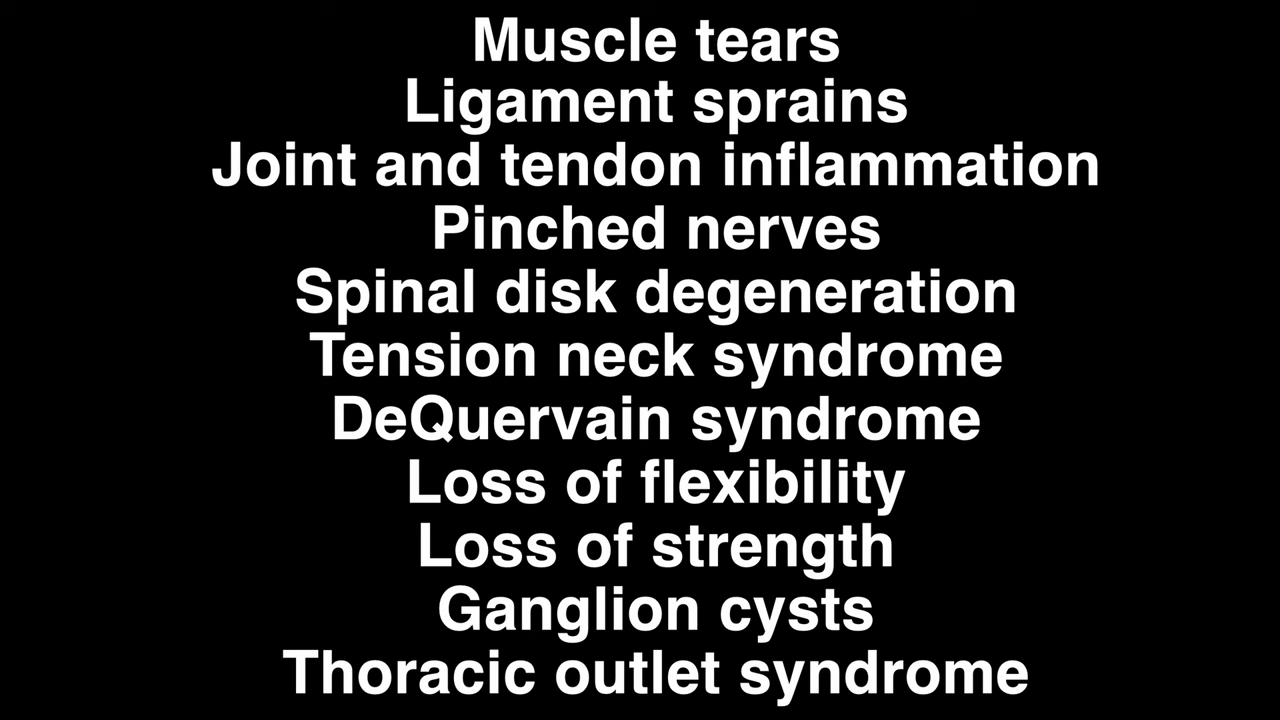 Muscle tears
Ligament sprains
Joint and tendon inflammation
Pinched nerves
Spinal disk degeneration
Tension neck syndrome
DeQuervain syndrome
Loss of flexibility
Loss of strength
Ganglion cysts
Thoracic outlet syndrome